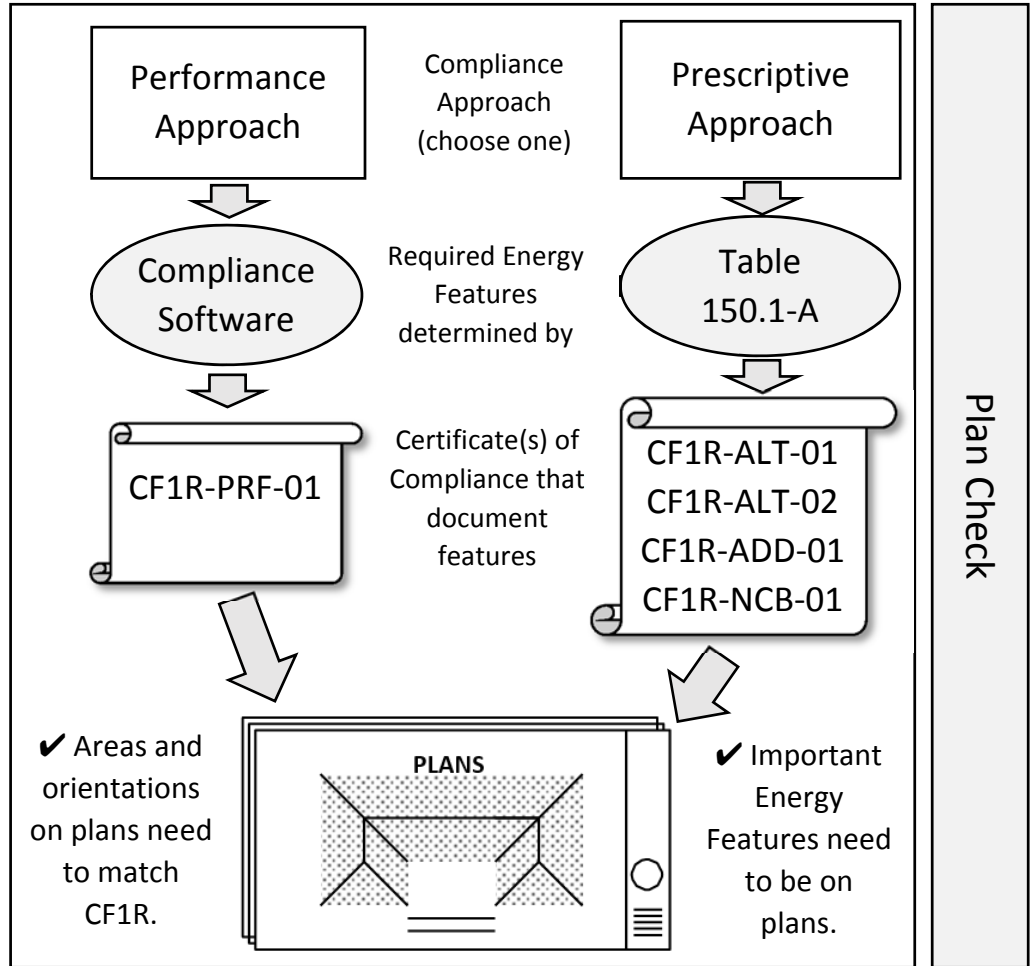 Performance
Approach
Compliance
Approach
(choose one)
Prescriptive
Approach
Compliance
Software
Required Energy
Features
determined by
Table
150.1-A
CF1R-PRF-01
Certificate(s) of
Compliance that
document
features
CF1R-ALT-01
CF1R-ALT-02
CF1R-ADD-01
CF1R-NCB-01
✔ Areas and
orientations
on plans need
to match
CF1R.
PLANS
✔ Important
Energy
Features need
to be on
plans.
Plan Check